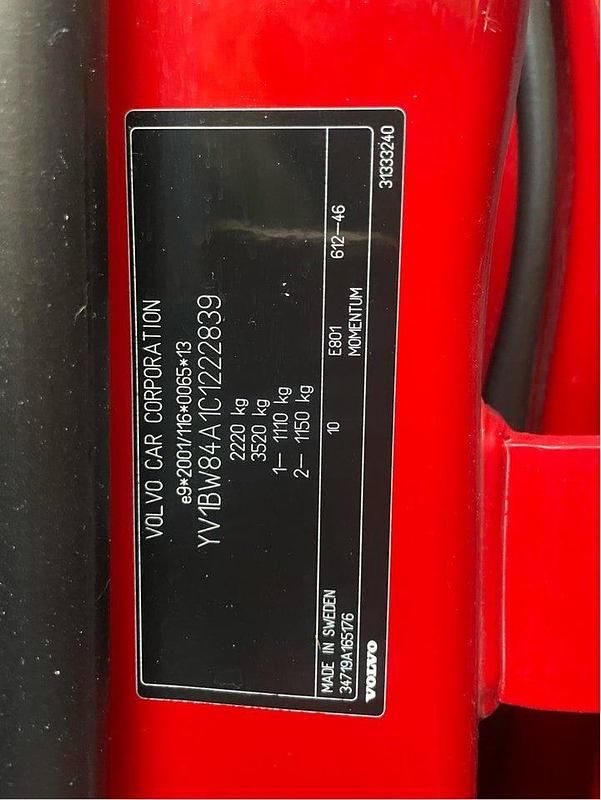 VOLVO CAR CORPORATION
e9*2001/116*0065*13
YV1BW84A1C1222839
2220 kg
3520 kg
1- 1110 kg
2- 1150 kg
MADE IN SWEDEN 10 E801 612-46
34719A165176 MOMENTUM
VOLVO 31333240